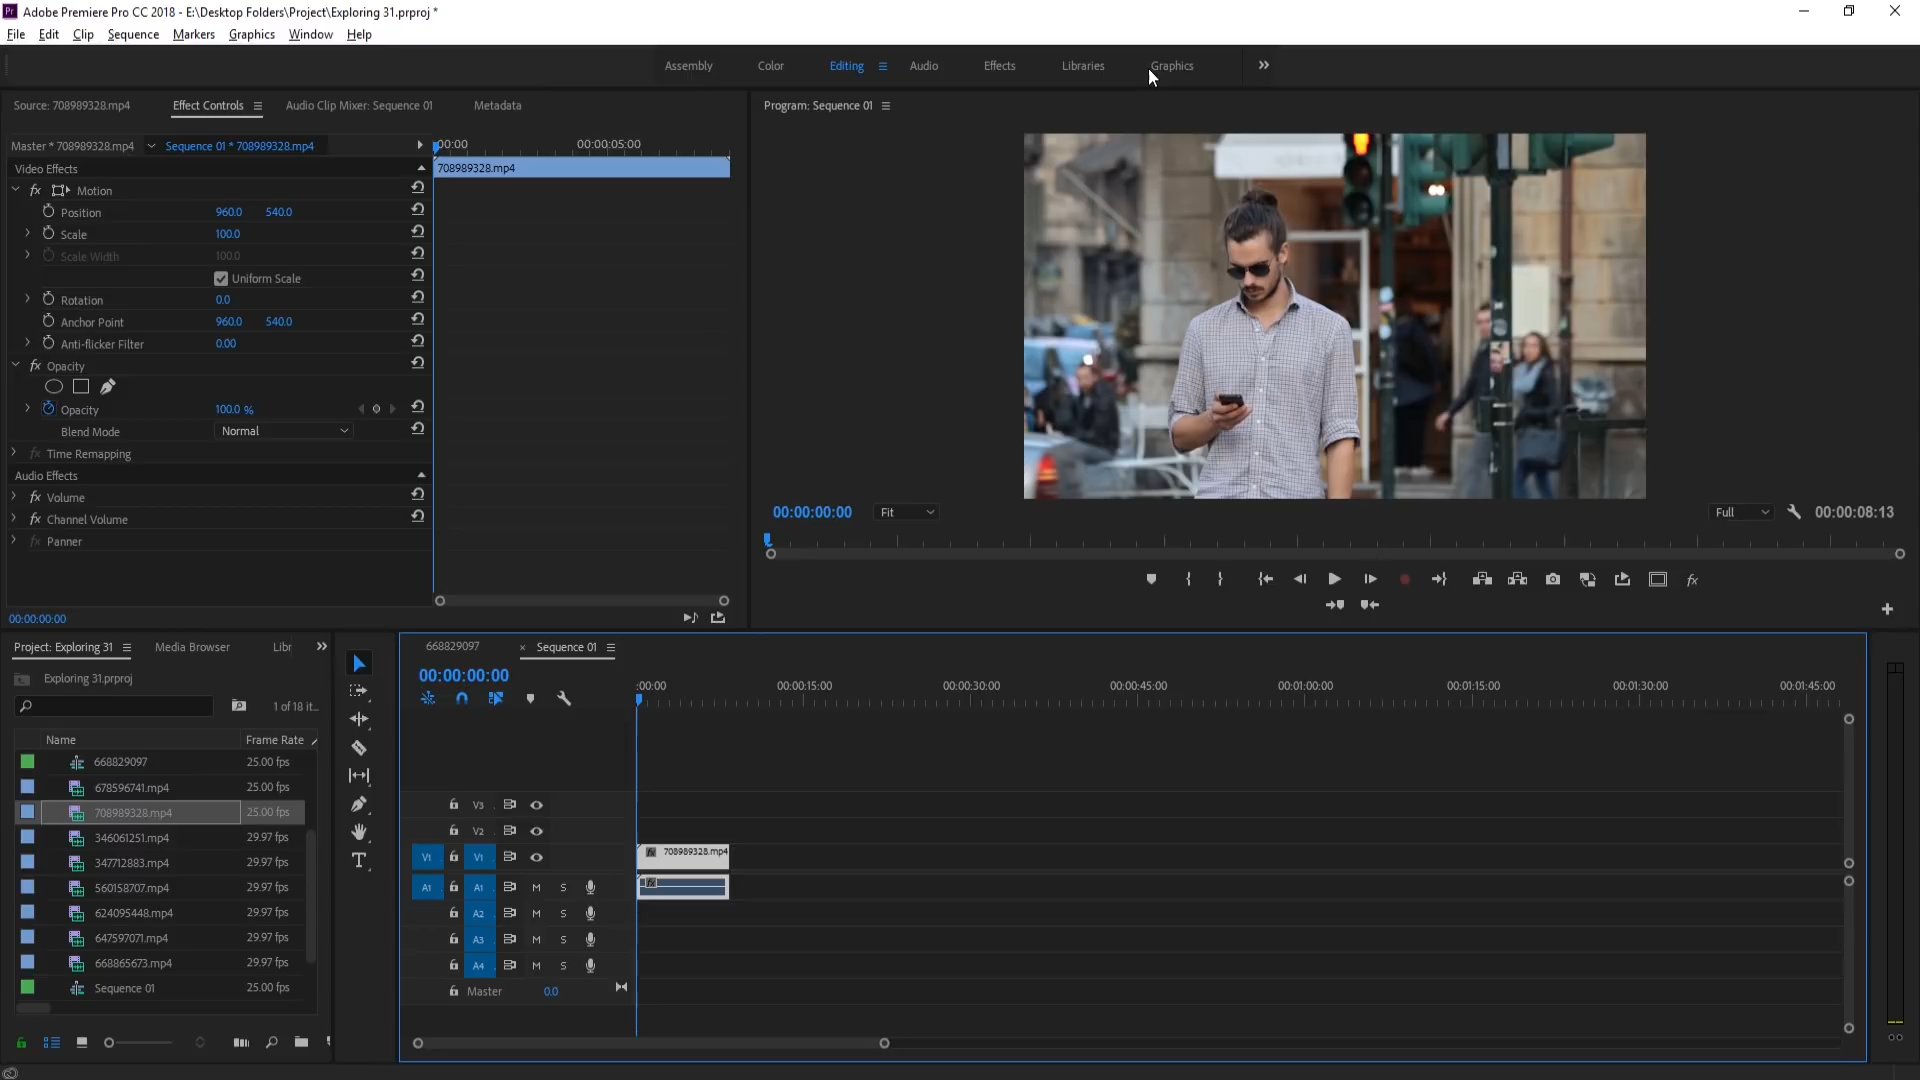 Adobe Premiere Pro CC 2018 - E:\Desktop Folders\Project\Exploring 31.prproj *
File Edit Clip Sequence Markers Graphics Window Help
Assembly Color Editing Audio Effects Libraries Graphics
Source: 708989328.mp4 Effect Controls Audio Clip Mixer: Sequence 01 Metadata
Master * 708989328.mp4 Sequence 01 * 708989328.mp4
Video Effects
fx Motion
Position 960.0 540.0
Scale 100.0
Scale Width 100.0
Uniform Scale
Rotation 0.0
Anchor Point 960.0 540.0
Anti-flicker Filter 0.00
fx Opacity
Opacity 100.0 %
Blend Mode Normal
fx Time Remapping
Audio Effects
fx Volume
fx Channel Volume
fx Panner
00:00:00:00
:00:00 00:00:05:00
708989328.mp4
Program: Sequence 01
00:00:00:00 Fit Full 00:00:08:13
fx
Project: Exploring 31 Media Browser Libr
Exploring 31.prproj
1 of 18 it...
Name Frame Rate
668829097 25.00 fps
678596741.mp4 25.00 fps
708989328.mp4 25.00 fps
346061251.mp4 29.97 fps
347712883.mp4 29.97 fps
560158707.mp4 29.97 fps
624095448.mp4 29.97 fps
647597071.mp4 29.97 fps
668865673.mp4 29.97 fps
Sequence 01 25.00 fps
T
668829097 × Sequence 01
00:00:00:00
:00:00 00:00:15:00 00:00:30:00 00:00:45:00 00:01:00:00 00:01:15:00 00:01:30:00 00:01:45:00
V3
V2
V1 V1 fx 708989328.mp4
A1 A1 M S fx
A2 M S
A3 M S
A4 M S
Master 0.0